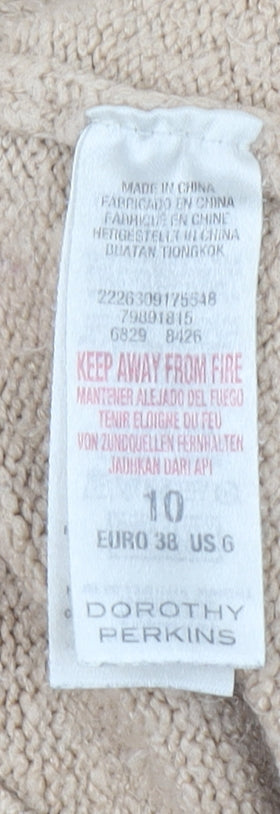 MADE IN CHINA
FABRICADO EN CHINA
FABRIQUE EN CHINE
HERGESTELLT IN CHINA
BUATAN TIONGKOK
2226309175548
79891815
6829 8426
KEEP AWAY FROM FIRE
MANTENER ALEJADO DEL FUEGO
TENIR ELOIGNE DU FEU
VON ZUNDQUELLEN FERNHALTEN
JAUHKAN DARI API
10
EURO 38 US 6
DOROTHY
PERKINS